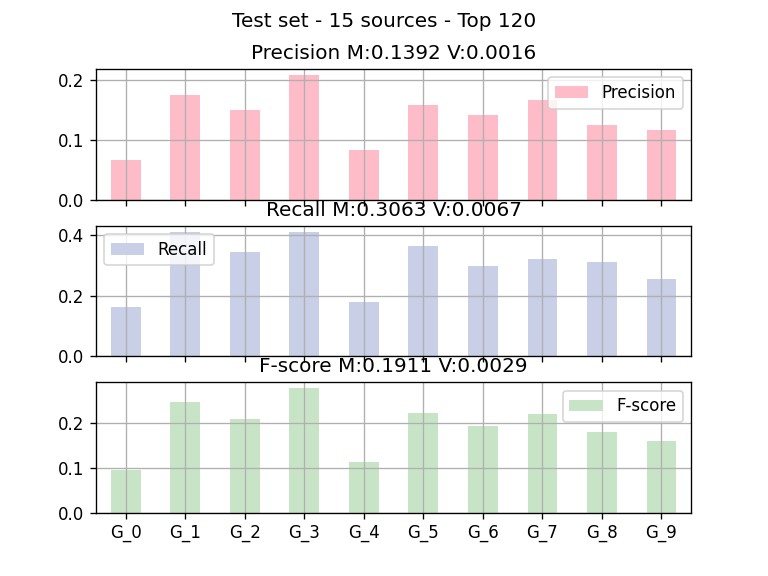 Test set - 15 sources - Top 120
Precision M:0.1392 V:0.0016
0.2
0.1
0.0
Precision
Recall M:0.3063 V:0.0067
0.4
0.2
0.0
Recall
F-score M:0.1911 V:0.0029
0.2
0.1
0.0
F-score
G_0 G_1 G_2 G_3 G_4 G_5 G_6 G_7 G_8 G_9